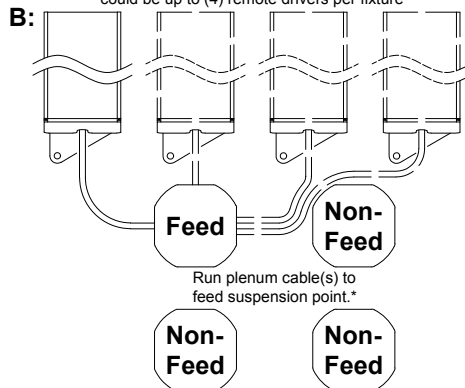 could be up to (4) remote drivers per fixture
B:
Feed
Non-
Feed
Run plenum cable(s) to
feed suspension point.*
Non-
Feed
Non-
Feed